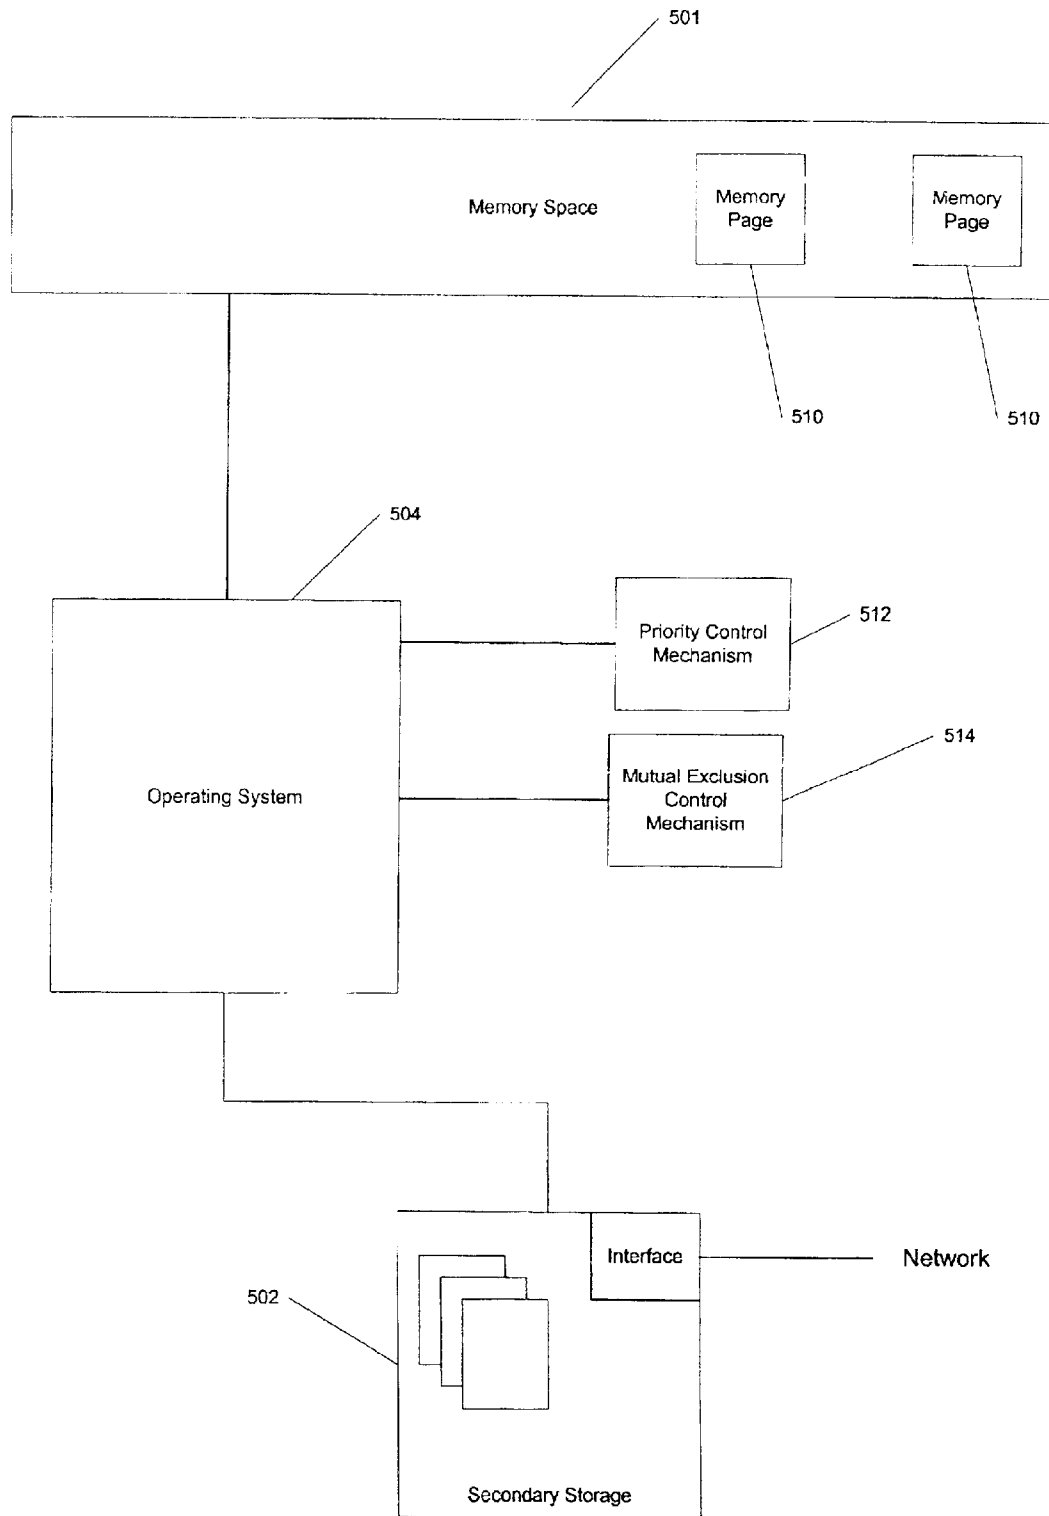 501
Memory Space
Memory
Page
Memory
Page
510
510
504
Priority Control
Mechanism
512
514
Mutual Exclusion
Control
Mechanism
Operating System
Interface
Network
502
Secondary Storage